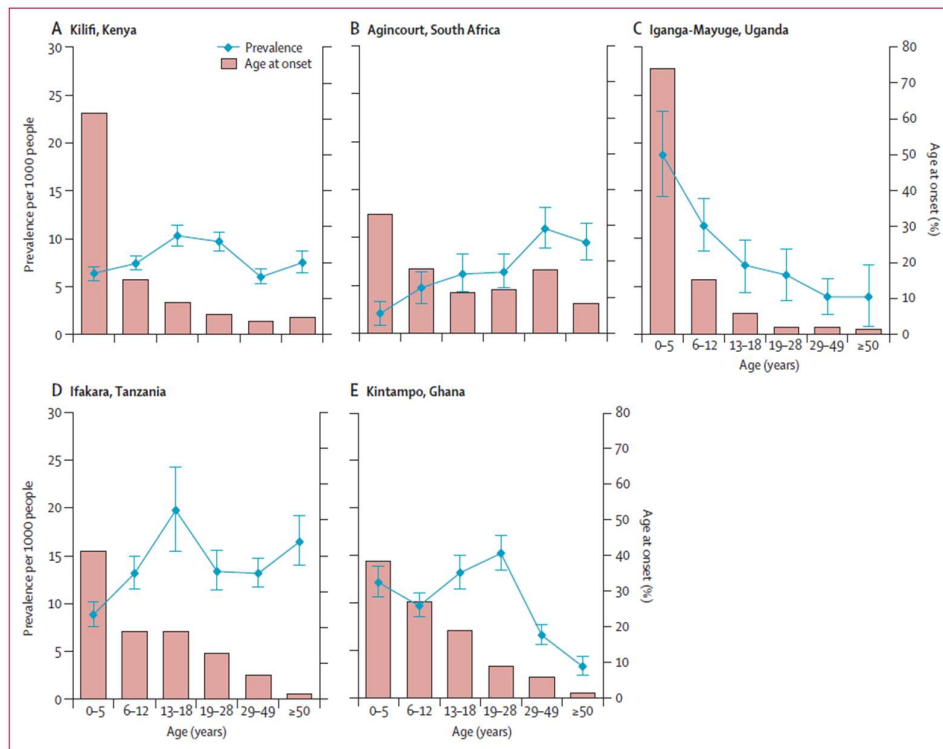 A Kilifi, Kenya
B Agincourt, South Africa
C Iganga-Mayuge, Uganda
Prevalence
Age at onset
Prevalence per 1000 people
30
25
20
15
10
5
0
80
70
60
50
40
30
20
10
0
Age at onset (%)
0–5 6–12 13–18 19–28 29–49 ≥50
Age (years)
D Ifakara, Tanzania
E Kintampo, Ghana
Prevalence per 1000 people
30
25
20
15
10
5
0
80
70
60
50
40
30
20
10
0
Age at onset (%)
0–5 6–12 13–18 19–28 29–49 ≥50
0–5 6–12 13–18 19–28 29–49 ≥50
Age (years)
Age (years)